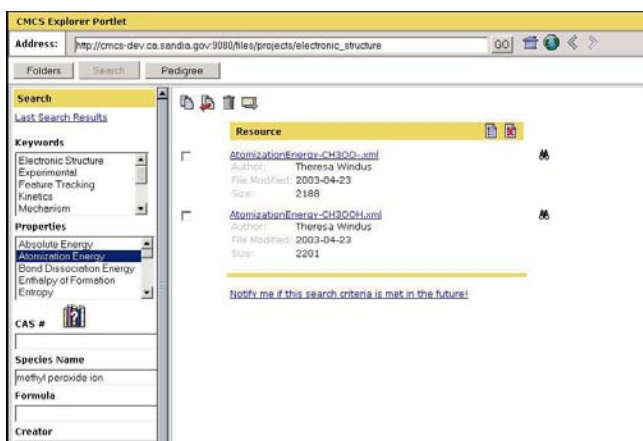 CMCS Explorer Portlet
Address: http://cmcs-dev.ca.sandia.gov:9080/files/projects/electronic_structure GO
Folders Search Pedigree
Search
Last Search Results
Keywords
Electronic Structure
Experimental
Feature Tracking
Kinetics
Mechanism
Properties
Absolute Energy
Atomization Energy
Bond Dissociation Energy
Enthalpy of Formation
Entropy
CAS #
Species Name
methyl peroxide ion
Formula
Creator
Resource
AtomizationEnergy-CH3OO-.xml
Author: Theresa Windus
File Modified: 2003-04-23
Size: 2188
AtomizationEnergy-CH3OOH.xml
Author: Theresa Windus
File Modified: 2003-04-23
Size: 2201
Notify me if this search criteria is met in the future!